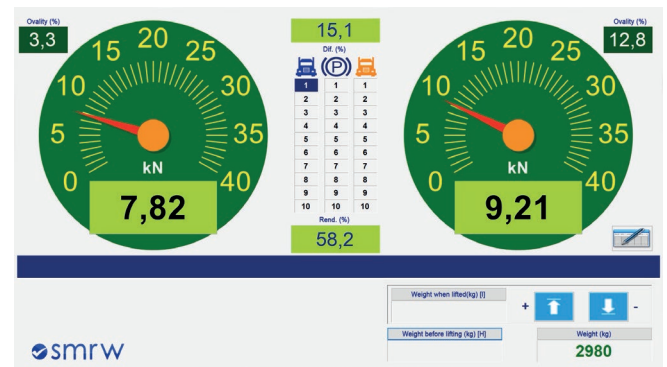 Ovality (%)
3,3
0
5
10
15
20
25
30
35
40
kN
7,82
15,1
Dif. (%)
P
1 1 1
2 2 2
3 3 3
4 4 4
5 5 5
6 6 6
7 7 7
8 8 8
9 9 9
10 10 10
Rend. (%)
58,2
Ovality (%)
12,8
0
5
10
15
20
25
30
35
40
kN
9,21
Weight when lifted(kg) [I]
+
-
Weight before lifting (kg) [H]
Weight (kg)
2980
smrw